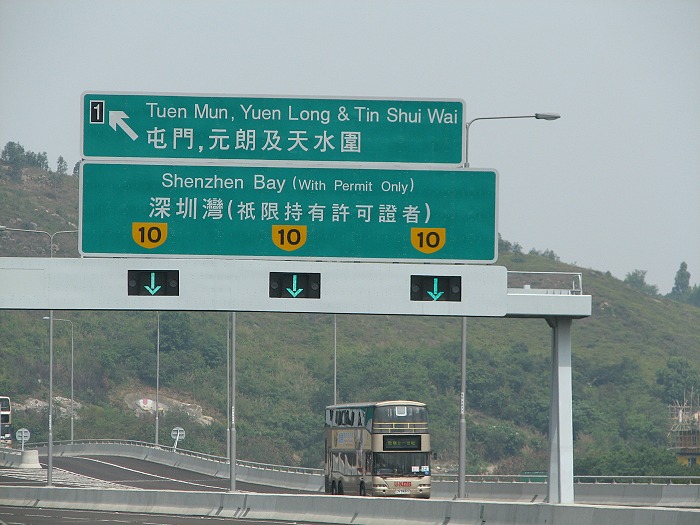 1
Tuen Mun, Yuen Long & Tin Shui Wai
屯門,元朗及天水圍
Shenzhen Bay (With Permit Only)
深圳灣(祇限持有許可證者)
10 10 10